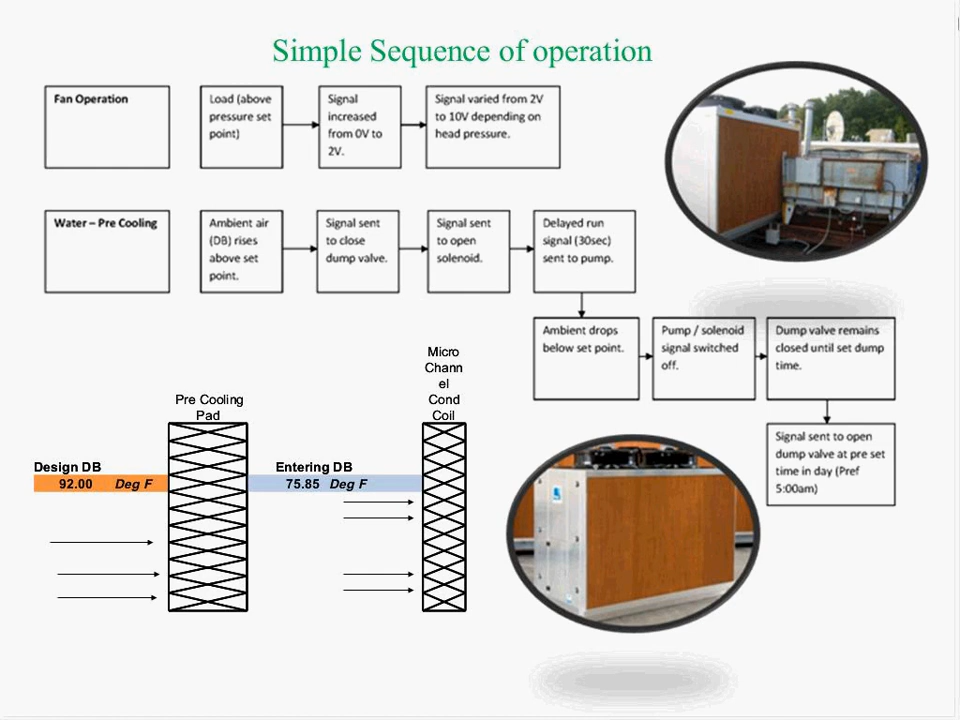 Simple Sequence of operation
Fan Operation
Load (above
pressure set
point)
Signal
increased
from 0V to
2V.
Signal varied from 2V
to 10V depending on
head pressure.
Water – Pre Cooling
Ambient air
(DB) rises
above set
point.
Signal sent
to close
dump valve.
Signal sent
to open
solenoid.
Delayed run
signal (30sec)
sent to pump.
Ambient drops
below set point.
Pump / solenoid
signal switched
off.
Dump valve remains
closed until set dump
time.
Signal sent to open
dump valve at pre set
time in day (Pref
5:00am)
Pre Cooling
Pad
Micro
Chann
el
Cond
Coil
Design DB
92.00 Deg F
Entering DB
75.85 Deg F